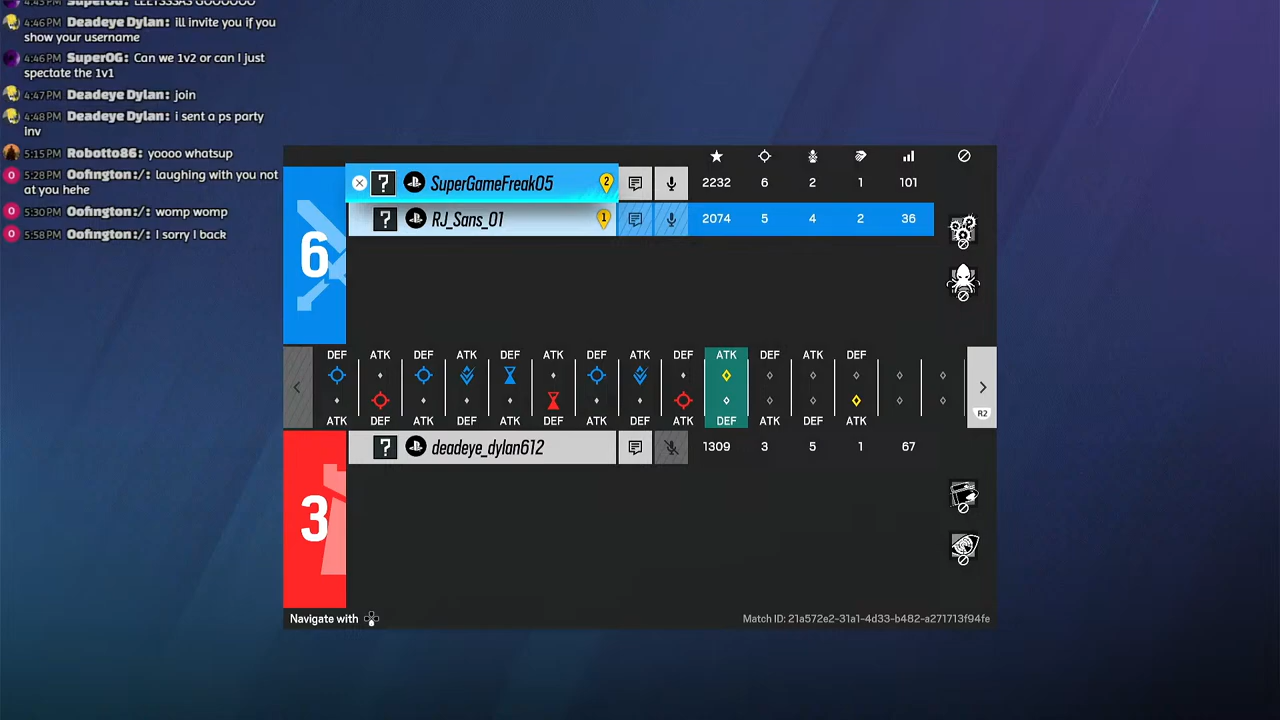 4:45PM SuperOG: LEETSSSAS GOOOOOO
4:46PM Deadeye Dylan: ill invite you if you
show your username
4:46PM SuperOG: Can we 1v2 or can I just
spectate the 1v1
4:47PM Deadeye Dylan: join
4:48PM Deadeye Dylan: i sent a ps party
inv
5:15PM Robotto86: yoooo whatsup
5:28PM Oofington:/: laughing with you not
at you hehe
5:30PM Oofington:/: womp womp
5:58PM Oofington:/: I sorry I back
6
? SuperGameFreak05 2 2232 6 2 1 101
? RJ_Sans_01 1 2074 5 4 2 36
DEF ATK DEF ATK DEF ATK DEF ATK DEF ATK DEF ATK DEF
ATK DEF ATK DEF ATK DEF ATK DEF ATK DEF ATK DEF ATK
R2
3
? deadeye_dylan612 1309 3 5 1 67
Navigate with
Match ID: 21a572e2-31a1-4d33-b482-a271713f94fe